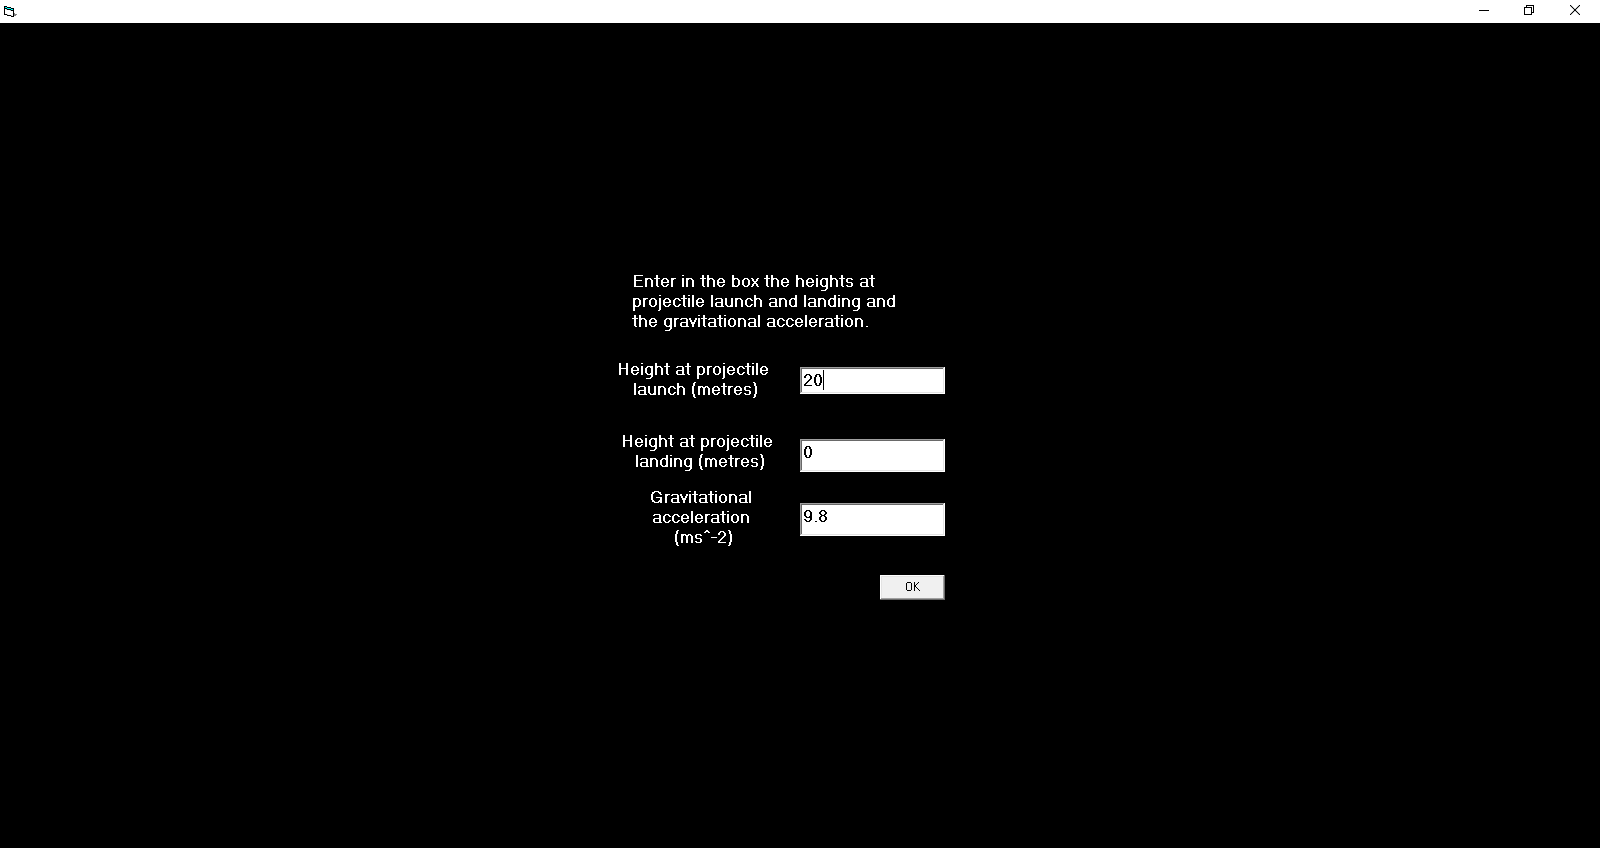 Enter in the box the heights at
projectile launch and landing and
the gravitational acceleration.
Height at projectile
launch (metres)
20
Height at projectile
landing (metres)
0
Gravitational
acceleration
(ms^-2)
9.8
OK